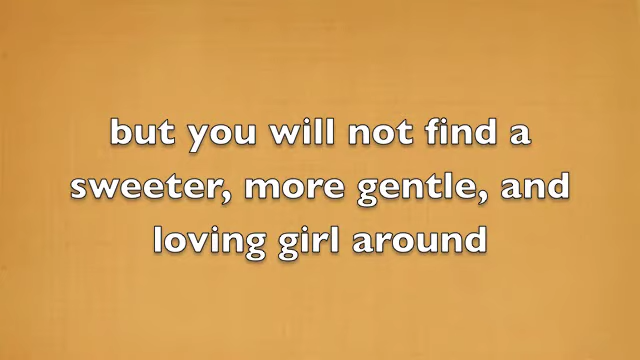 but you will not find a
sweeter, more gentle, and
loving girl around